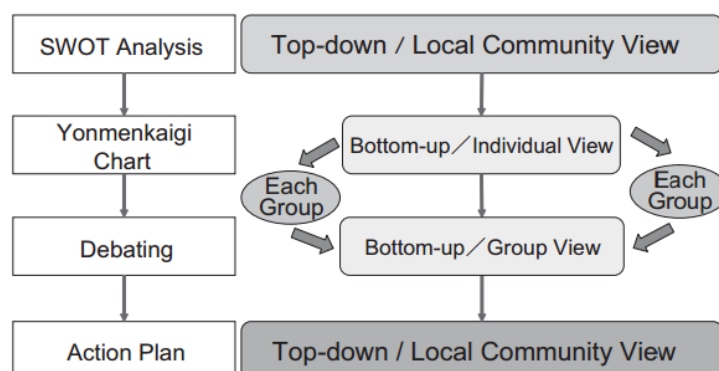 SWOT Analysis
Top-down / Local Community View
Yonmenkaigi
Chart
Bottom-up／Individual View
Each
Group
Each
Group
Debating
Bottom-up／Group View
Action Plan
Top-down / Local Community View